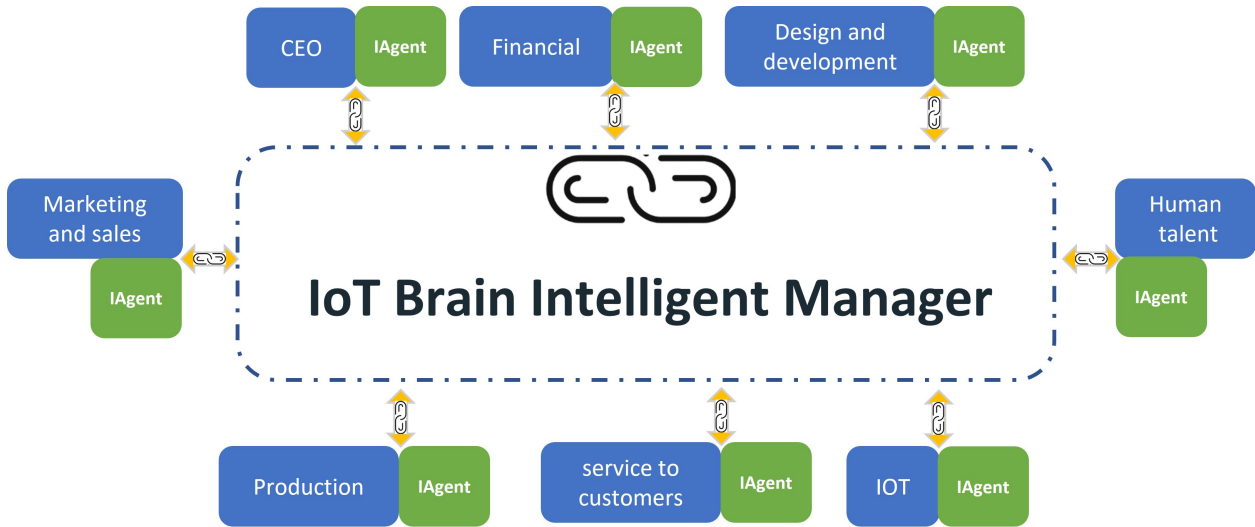 CEO
IAgent
Financial
IAgent
Design and
development
IAgent
Marketing
and sales
IAgent
Human
talent
IAgent
IoT Brain Intelligent Manager
Production
IAgent
service to
customers
IAgent
IOT
IAgent